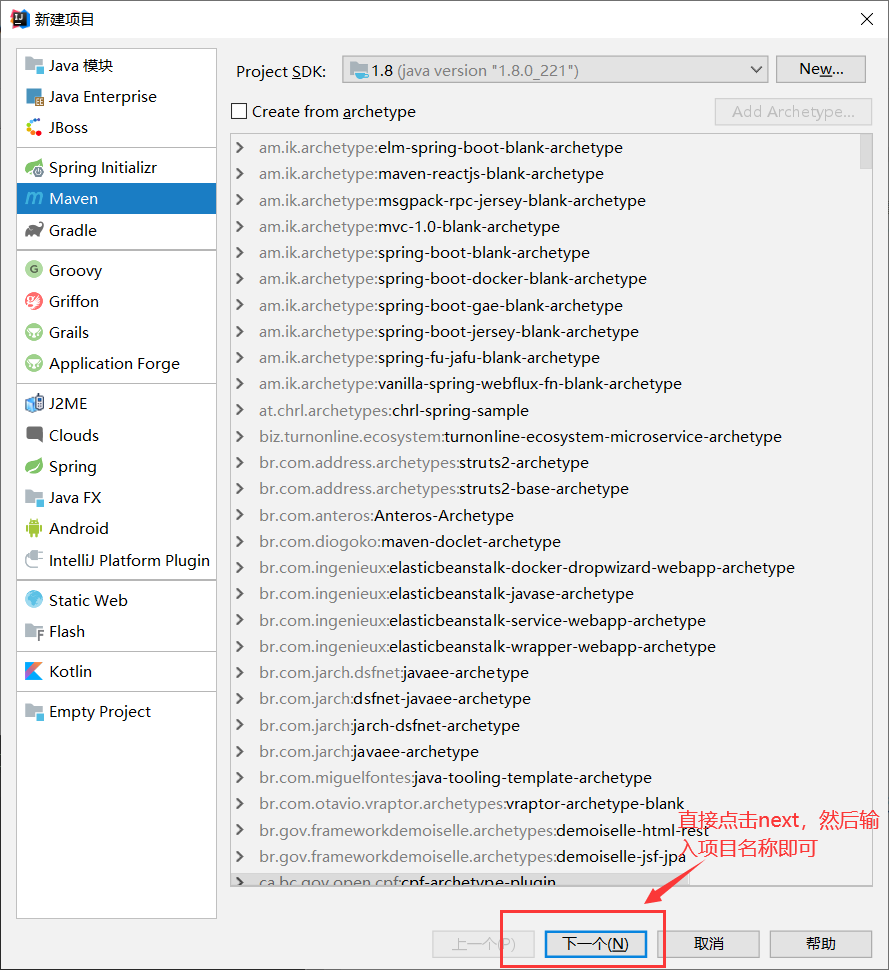 新建项目
Java 模块
Java Enterprise
JBoss
Spring Initializr
Maven
Gradle
Groovy
Griffon
Grails
Application Forge
J2ME
Clouds
Spring
Java FX
Android
IntelliJ Platform Plugin
Static Web
Flash
Kotlin
Empty Project
Project SDK: 1.8 (java version "1.8.0_221") New...
Create from archetype Add Archetype...
am.ik.archetype:elm-spring-boot-blank-archetype
am.ik.archetype:maven-reactjs-blank-archetype
am.ik.archetype:msgpack-rpc-jersey-blank-archetype
am.ik.archetype:mvc-1.0-blank-archetype
am.ik.archetype:spring-boot-blank-archetype
am.ik.archetype:spring-boot-docker-blank-archetype
am.ik.archetype:spring-boot-gae-blank-archetype
am.ik.archetype:spring-boot-jersey-blank-archetype
am.ik.archetype:spring-fu-jafu-blank-archetype
am.ik.archetype:vanilla-spring-webflux-fn-blank-archetype
at.chrl.archetypes:chrl-spring-sample
biz.turnonline.ecosystem:turnonline-ecosystem-microservice-archetype
br.com.address.archetypes:struts2-archetype
br.com.address.archetypes:struts2-base-archetype
br.com.anteros:Anteros-Archetype
br.com.diogoko:maven-doclet-archetype
br.com.ingenieux:elasticbeanstalk-docker-dropwizard-webapp-archetype
br.com.ingenieux:elasticbeanstalk-javase-archetype
br.com.ingenieux:elasticbeanstalk-service-webapp-archetype
br.com.ingenieux:elasticbeanstalk-wrapper-webapp-archetype
br.com.jarch.dsfnet:javaee-archetype
br.com.jarch:dsfnet-javaee-archetype
br.com.jarch:jarch-dsfnet-archetype
br.com.jarch:javaee-archetype
br.com.miguelfontes:java-tooling-template-archetype
br.com.otavio.vraptor.archetypes:vraptor-archetype-blank
br.gov.frameworkdemoiselle.archetypes:demoiselle-html-rest
br.gov.frameworkdemoiselle.archetypes:demoiselle-jsf-jpa
ca.bc.gov.open.cpf:cpf-archetype-plugin
直接点击next，然后输
入项目名称即可
上一个(P) 下一个(N) 取消 帮助